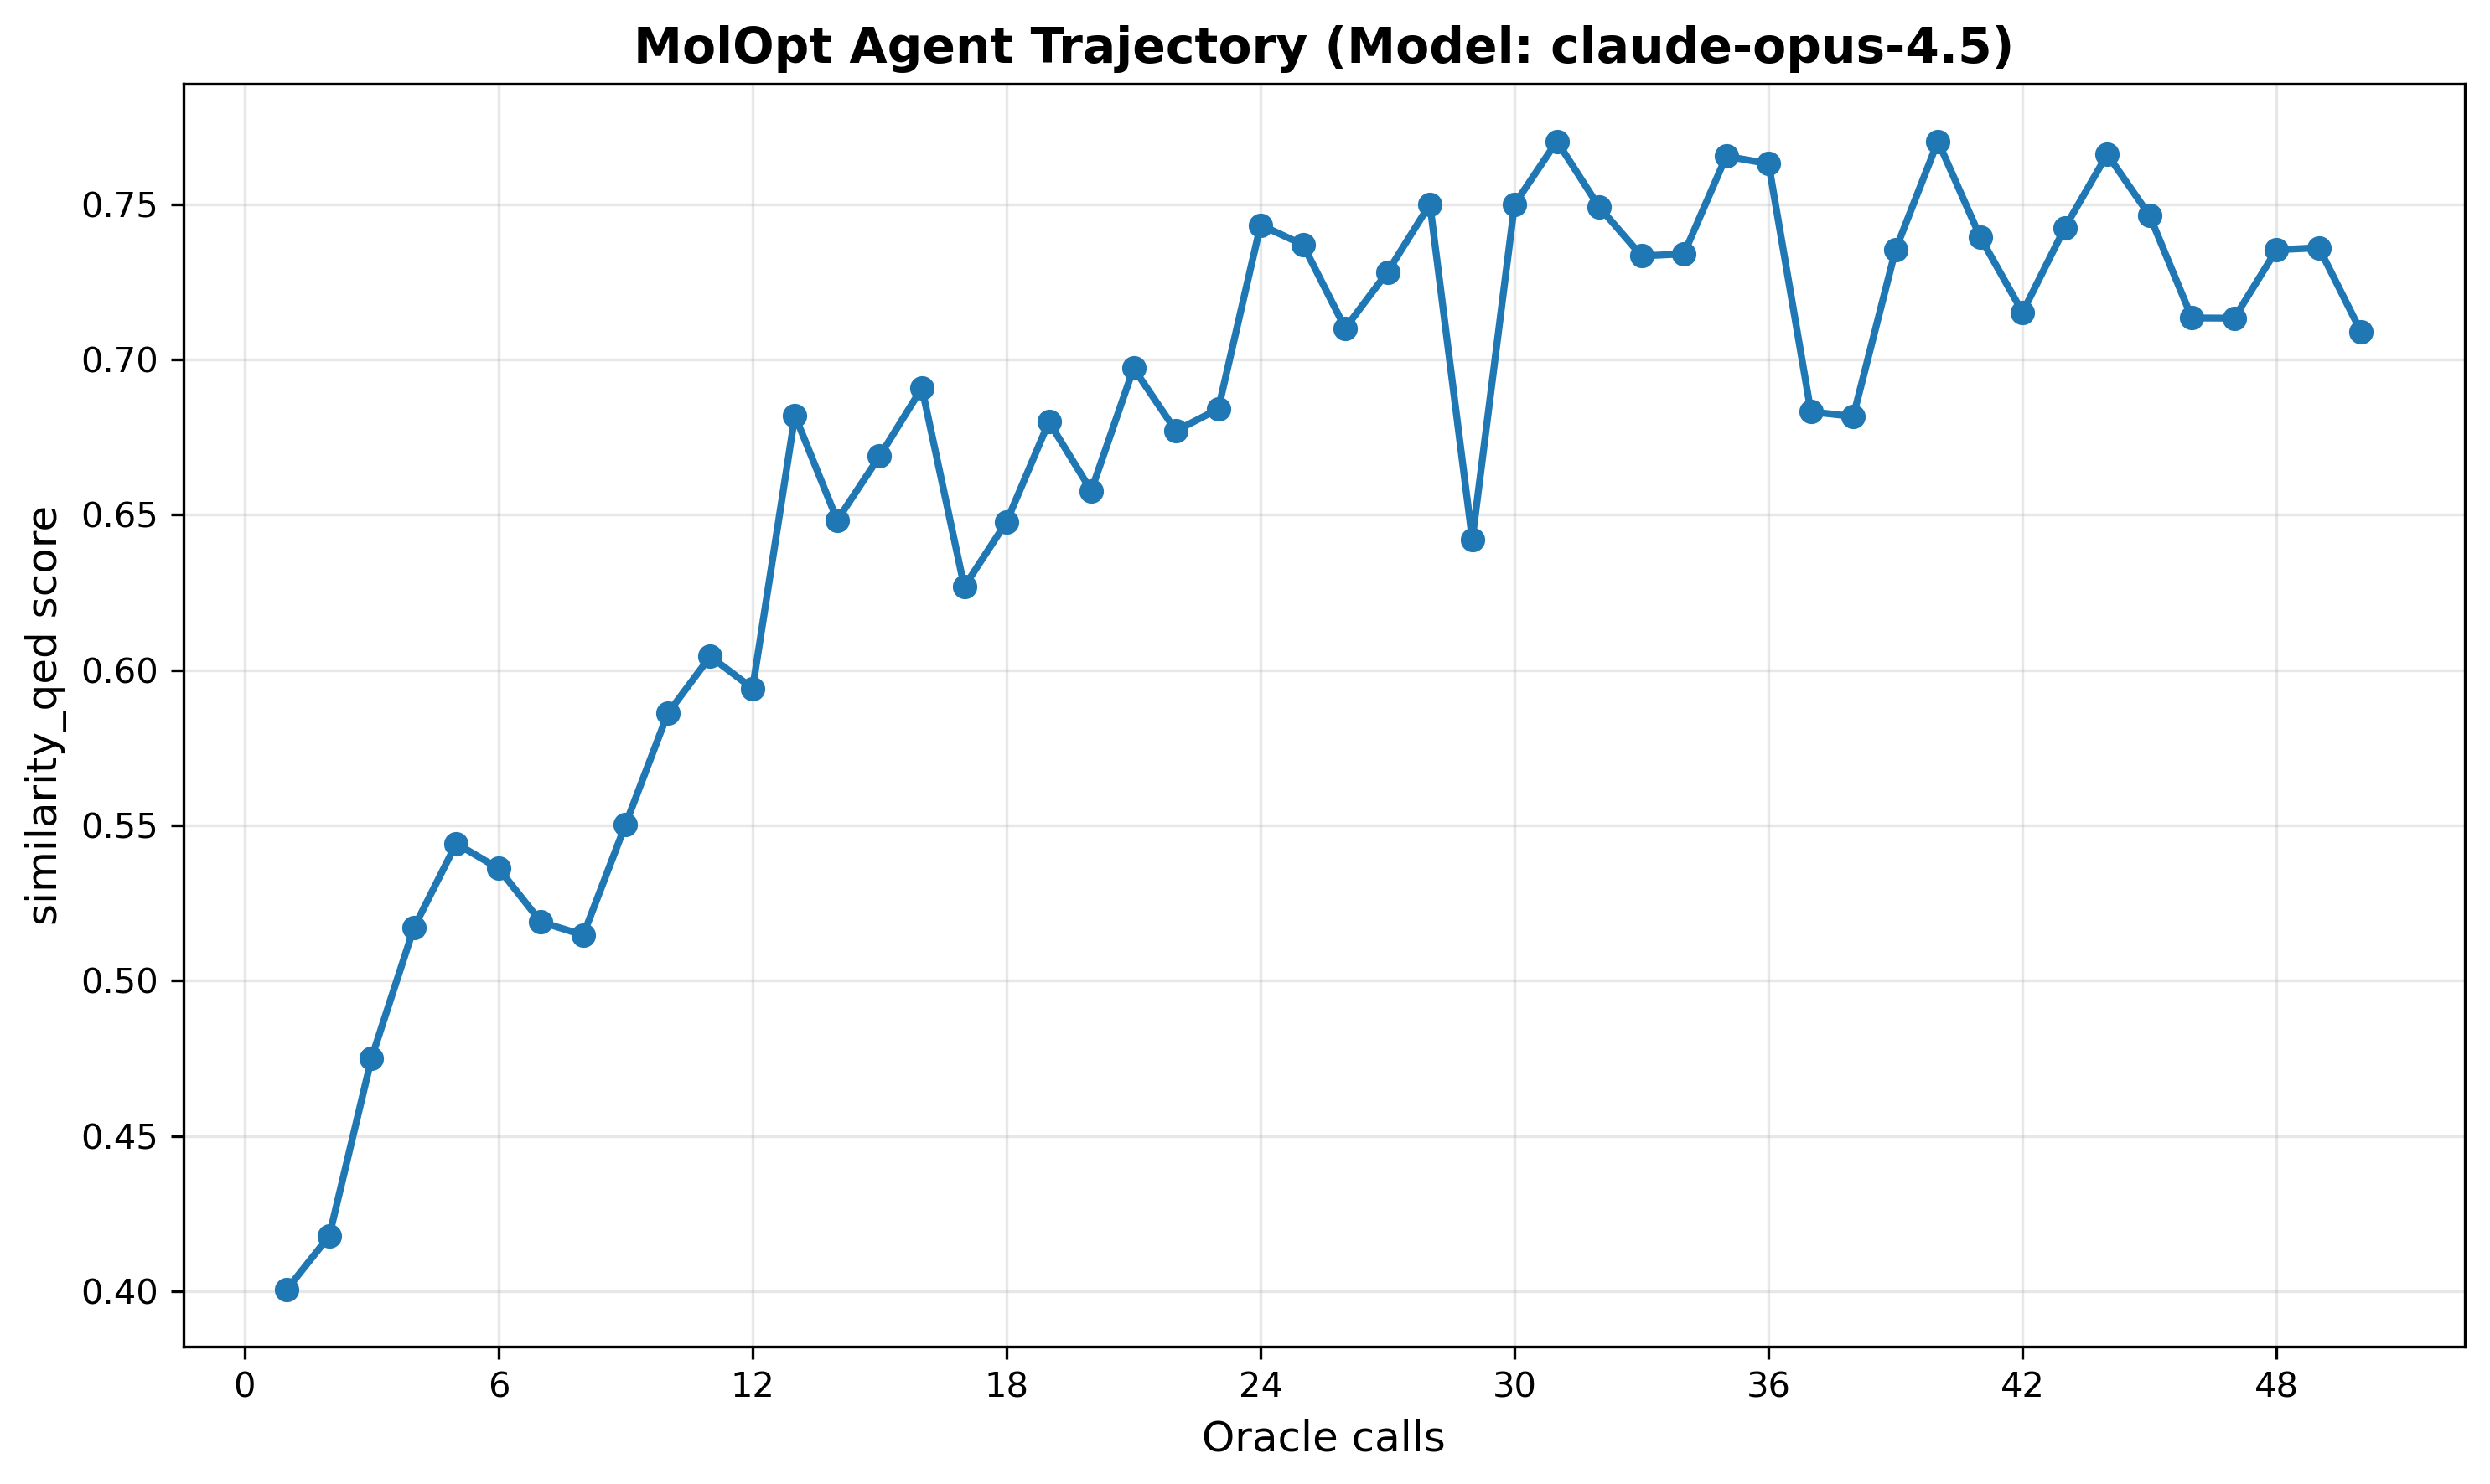 MolOpt Agent Trajectory (Model: claude-opus-4.5)
similarity_qed score
0.75
0.70
0.65
0.60
0.55
0.50
0.45
0.40
0 6 12 18 24 30 36 42 48
Oracle calls